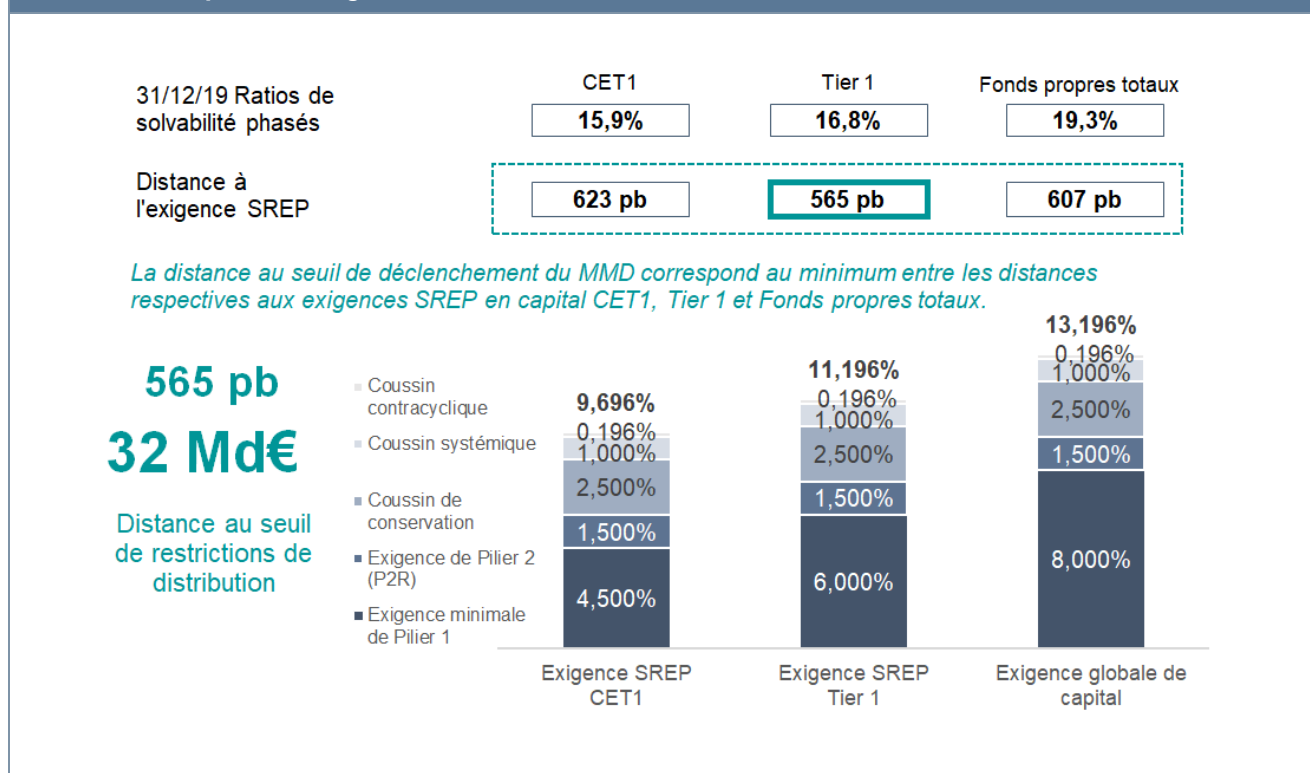 31/12/19 Ratios de
solvabilité phasés
CET1
Tier 1
Fonds propres totaux
15,9%
16,8%
19,3%
Distance à
l'exigence SREP
623 pb
565 pb
607 pb
La distance au seuil de déclenchement du MMD correspond au minimum entre les distances
respectives aux exigences SREP en capital CET1, Tier 1 et Fonds propres totaux.
565 pb
32 Md€
Distance au seuil
de restrictions de
distribution
Coussin
contracyclique
Coussin systémique
Coussin de
conservation
Exigence de Pilier 2
(P2R)
Exigence minimale
de Pilier 1
9,696%
0,196%
1,000%
2,500%
1,500%
4,500%
Exigence SREP
CET1
11,196%
0,196%
1,000%
2,500%
1,500%
6,000%
Exigence SREP
Tier 1
13,196%
0,196%
1,000%
2,500%
1,500%
8,000%
Exigence globale de
capital